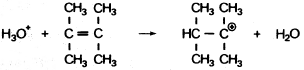 CH₃ CH₃ CH₃ CH₃
H₃O⁺ + C = C → HC — C⊕ + H₂O
CH₃ CH₃ CH₃ CH₃